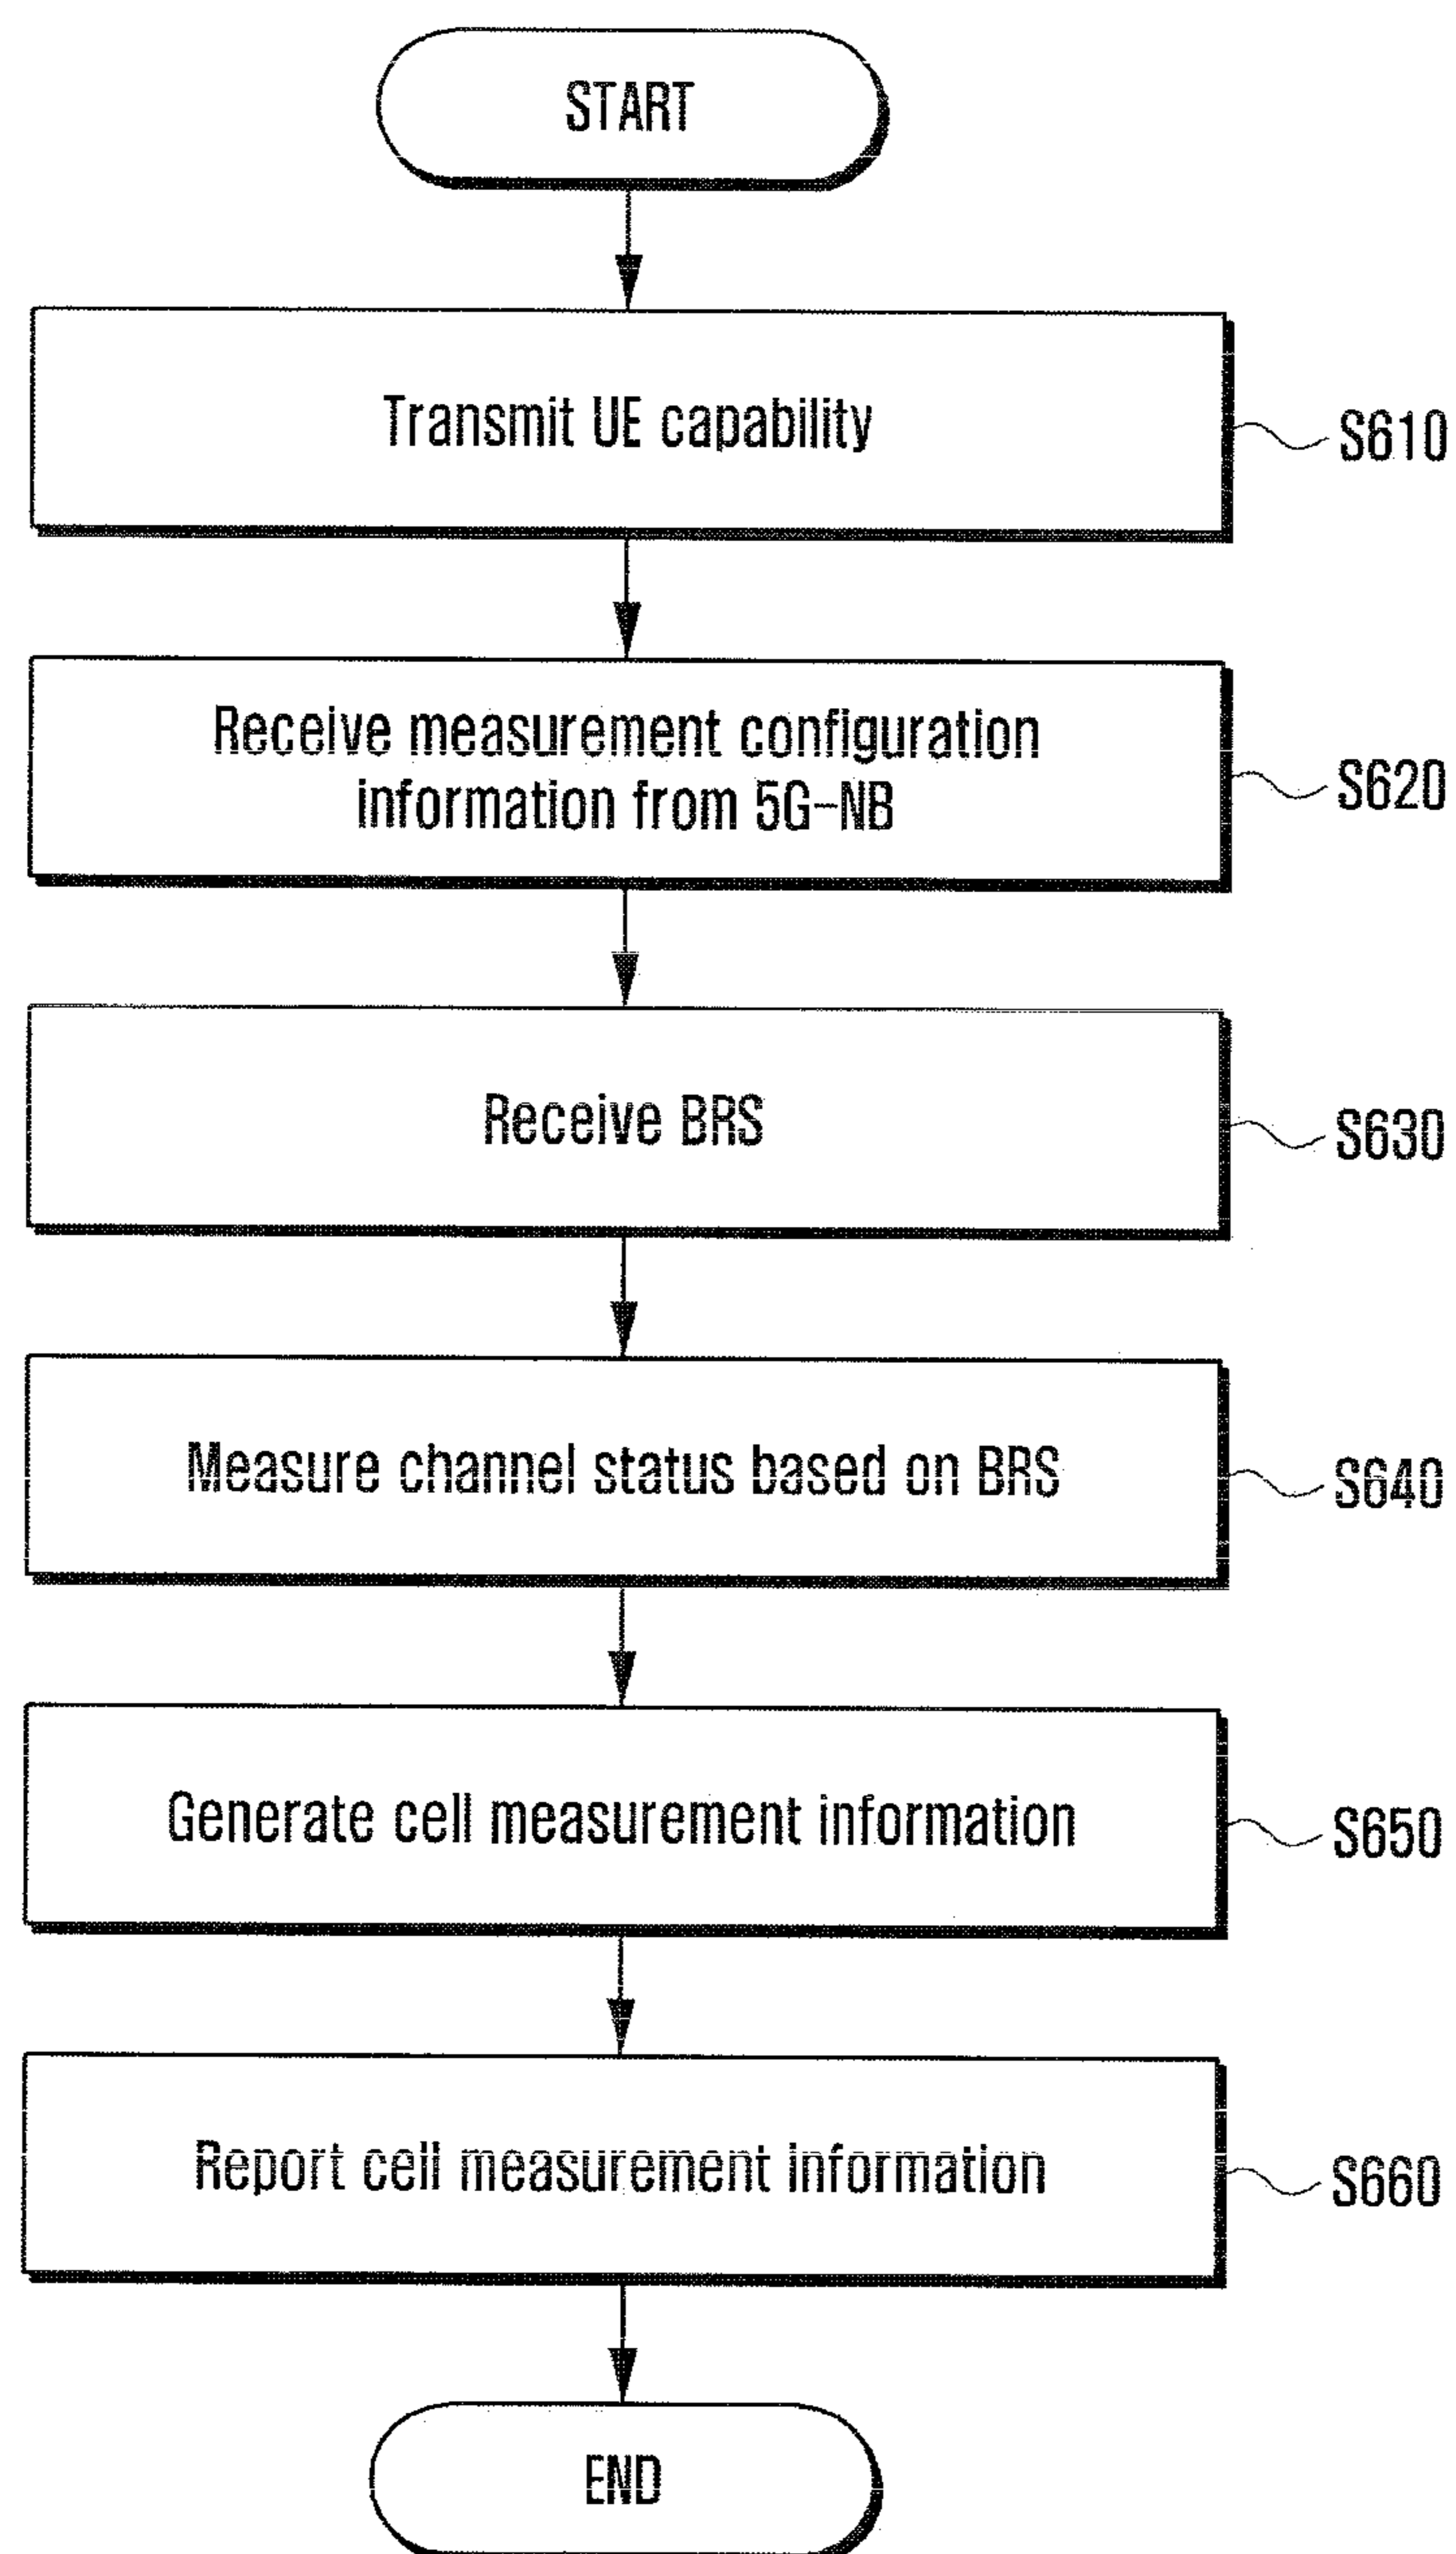 START
Transmit UE capability
S610
Receive measurement configuration
information from 5G-NB
S620
Receive BRS
S630
Measure channel status based on BRS
S640
Generate cell measurement information
S650
Report cell measurement information
S660
END